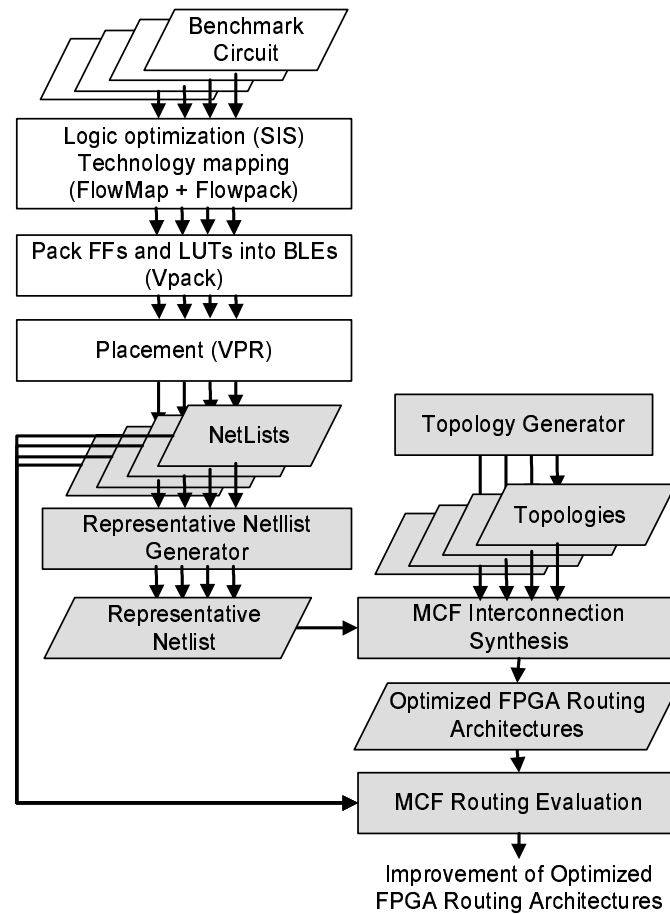 Benchmark
Circuit
Logic optimization (SIS)
Technology mapping
(FlowMap + Flowpack)
Pack FFs and LUTs into BLEs
(Vpack)
Placement (VPR)
NetLists
Topology Generator
Topologies
Representative Netllist
Generator
Representative
Netlist
MCF Interconnection
Synthesis
Optimized FPGA Routing
Architectures
MCF Routing Evaluation
Improvement of Optimized
FPGA Routing Architectures